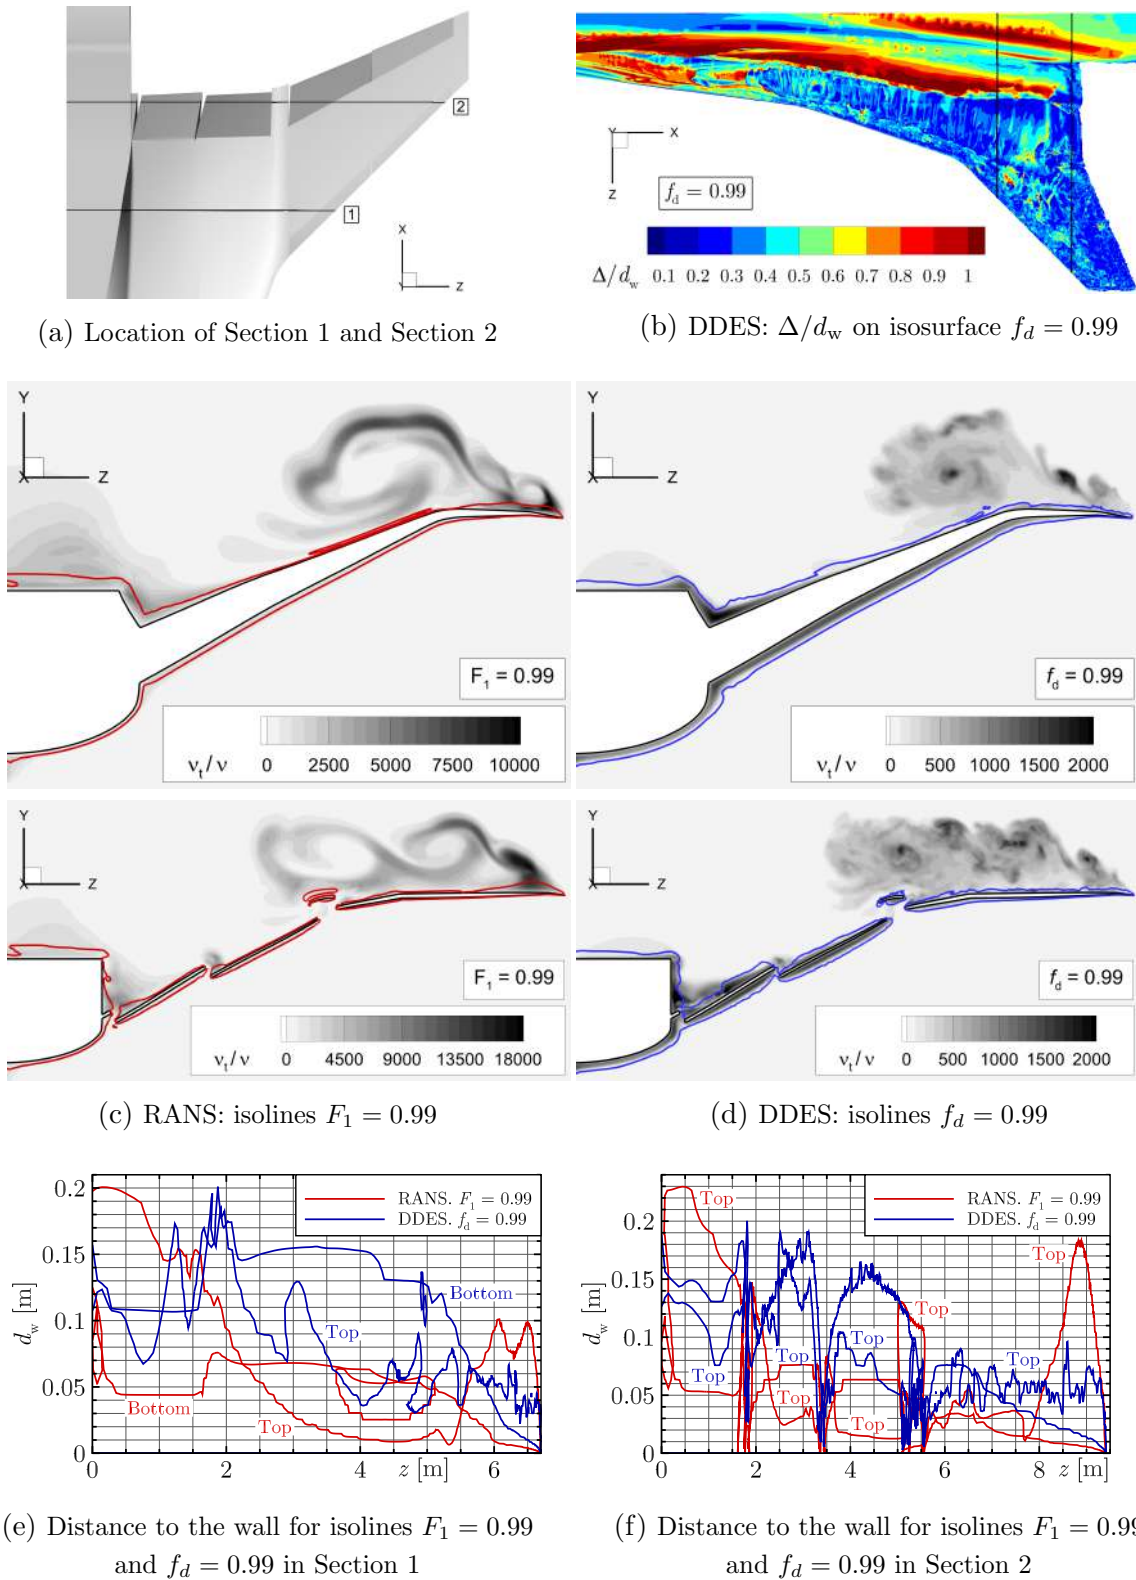 2
1
X
Z
(a) Location of Section 1 and Section 2
Y
X
Z
f_d = 0.99
Δ/d_w
0.1 0.2 0.3 0.4 0.5 0.6 0.7 0.8 0.9 1
(b) DDES: Δ/d_w on isosurface f_d = 0.99
Y
X
Z
F_1 = 0.99
ν_t / ν
0 2500 5000 7500 10000
Y
X
Z
f_d = 0.99
ν_t / ν
0 500 1000 1500 2000
Y
X
Z
F_1 = 0.99
ν_t / ν
0 4500 9000 13500 18000
Y
X
Z
f_d = 0.99
ν_t / ν
0 500 1000 1500 2000
(c) RANS: isolines F_1 = 0.99
(d) DDES: isolines f_d = 0.99
0.2
0.15
0.1
0.05
0
d_w [m]
RANS. F_1 = 0.99
DDES. f_d = 0.99
Bottom
Top
Bottom
Top
0 2 4 z [m] 6
0.2
0.15
0.1
0.05
0
d_w [m]
RANS. F_1 = 0.99
DDES. f_d = 0.99
Top
Top
Top
Top
Top
Top
Top
0 2 4 6 8 z [m]
(e) Distance to the wall for isolines F_1 = 0.99
and f_d = 0.99 in Section 1
(f) Distance to the wall for isolines F_1 = 0.99
and f_d = 0.99 in Section 2